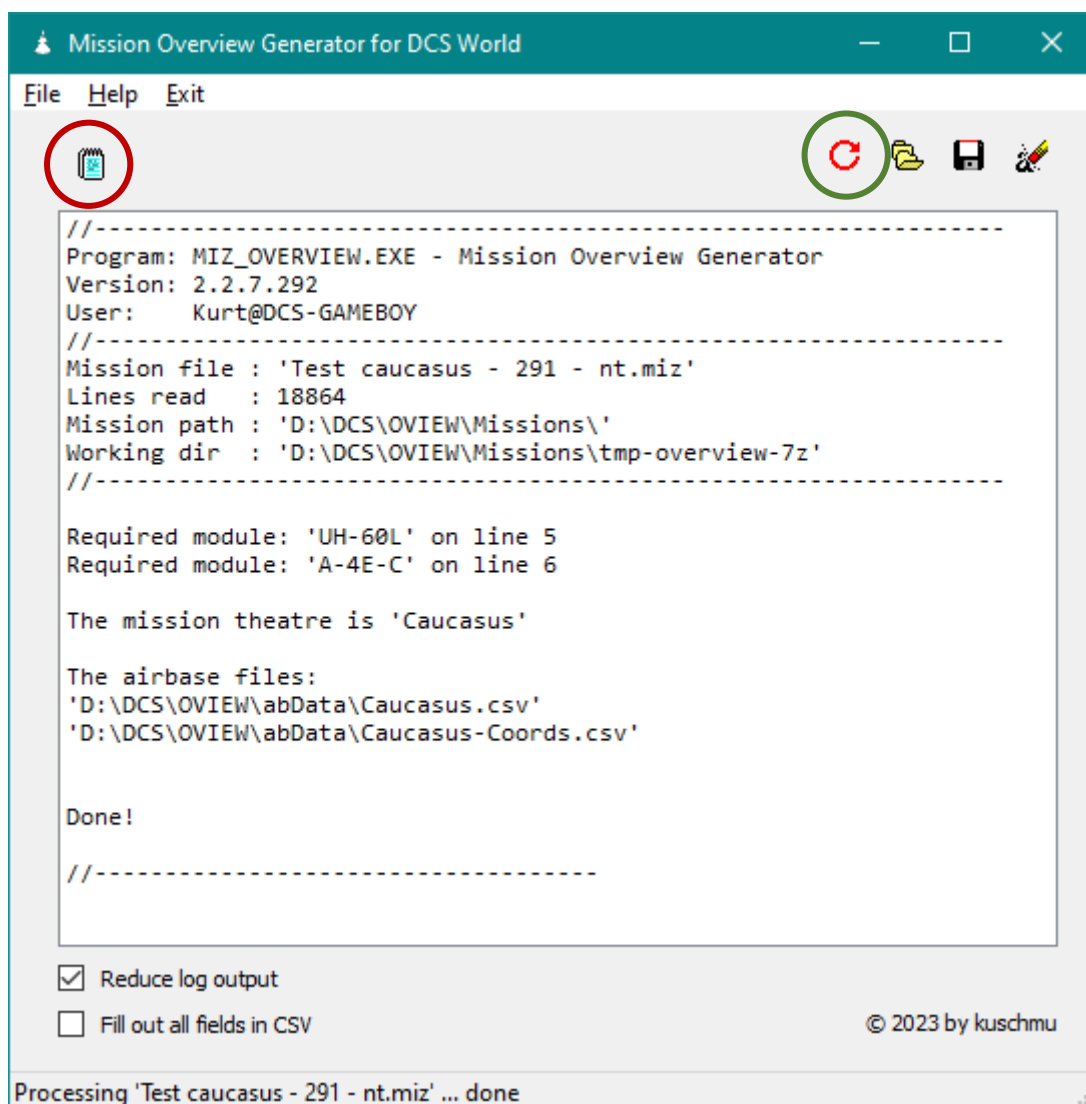 Mission Overview Generator for DCS World
File Help Exit
//-----------------------------------------------------------------
Program: MIZ_OVERVIEW.EXE - Mission Overview Generator
Version: 2.2.7.292
User:    Kurt@DCS-GAMEBOY
//-----------------------------------------------------------------
Mission file : 'Test caucasus - 291 - nt.miz'
Lines read   : 18864
Mission path : 'D:\DCS\OVIEW\Missions\'
Working dir  : 'D:\DCS\OVIEW\Missions\tmp-overview-7z'
//-----------------------------------------------------------------
Required module: 'UH-60L' on line 5
Required module: 'A-4E-C' on line 6
The mission theatre is 'Caucasus'
The airbase files:
'D:\DCS\OVIEW\abData\Caucasus.csv'
'D:\DCS\OVIEW\abData\Caucasus-Coords.csv'
Done!
//------------------------------------
Reduce log output
Fill out all fields in CSV
© 2023 by kuschmu
Processing 'Test caucasus - 291 - nt.miz' ... done